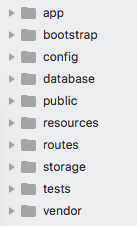 app
bootstrap
config
database
public
resources
routes
storage
tests
vendor